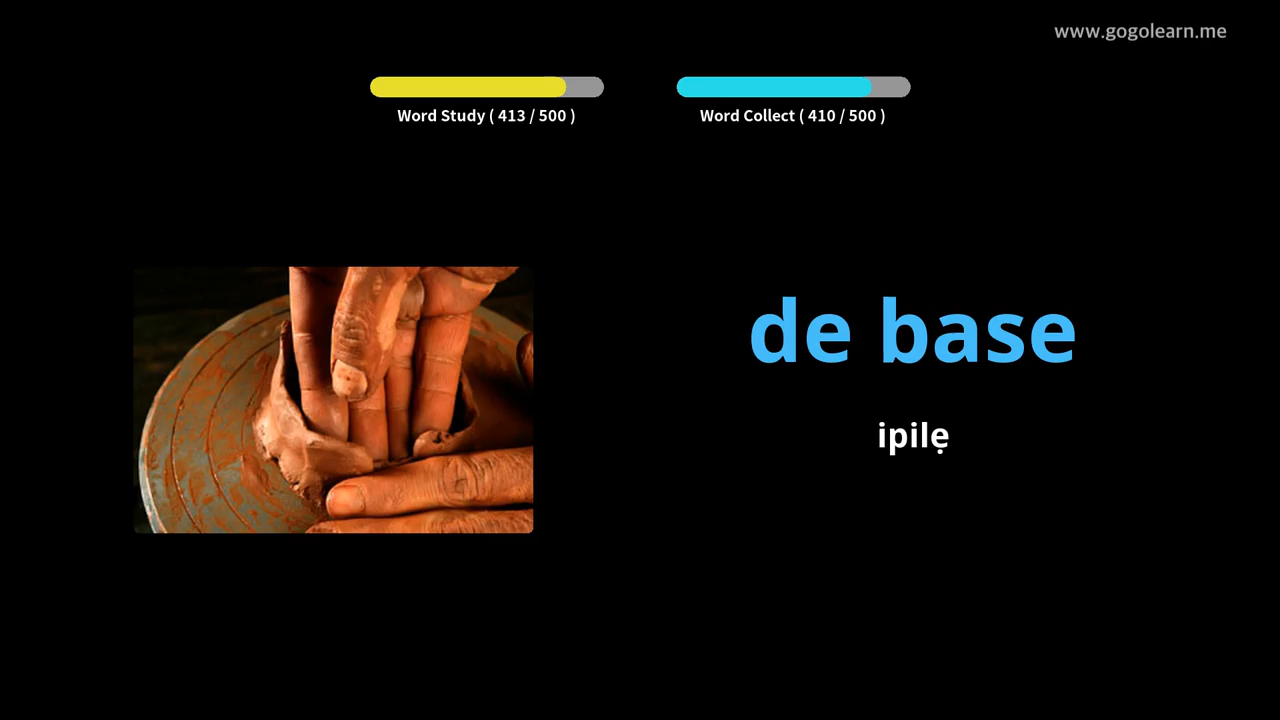 www.gogolearn.me
Word Study ( 413 / 500 )
Word Collect ( 410 / 500 )
de base
ipilẹ